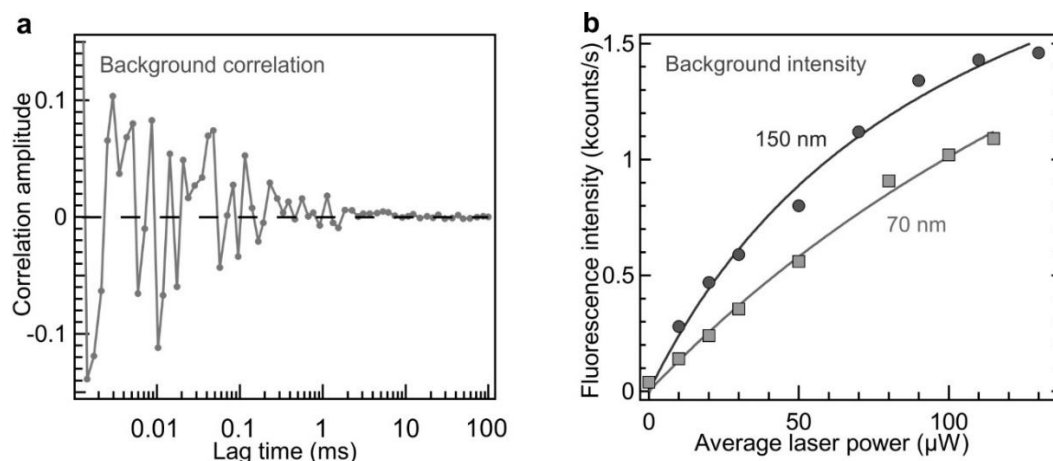 a
Background correlation
Correlation amplitude
0.1
0
-0.1
0.01
0.1
1
10
100
Lag time (ms)
b
Background intensity
150 nm
70 nm
Fluorescence intensity (kcounts/s)
1.5
1
0.5
0
0
50
100
Average laser power (µW)